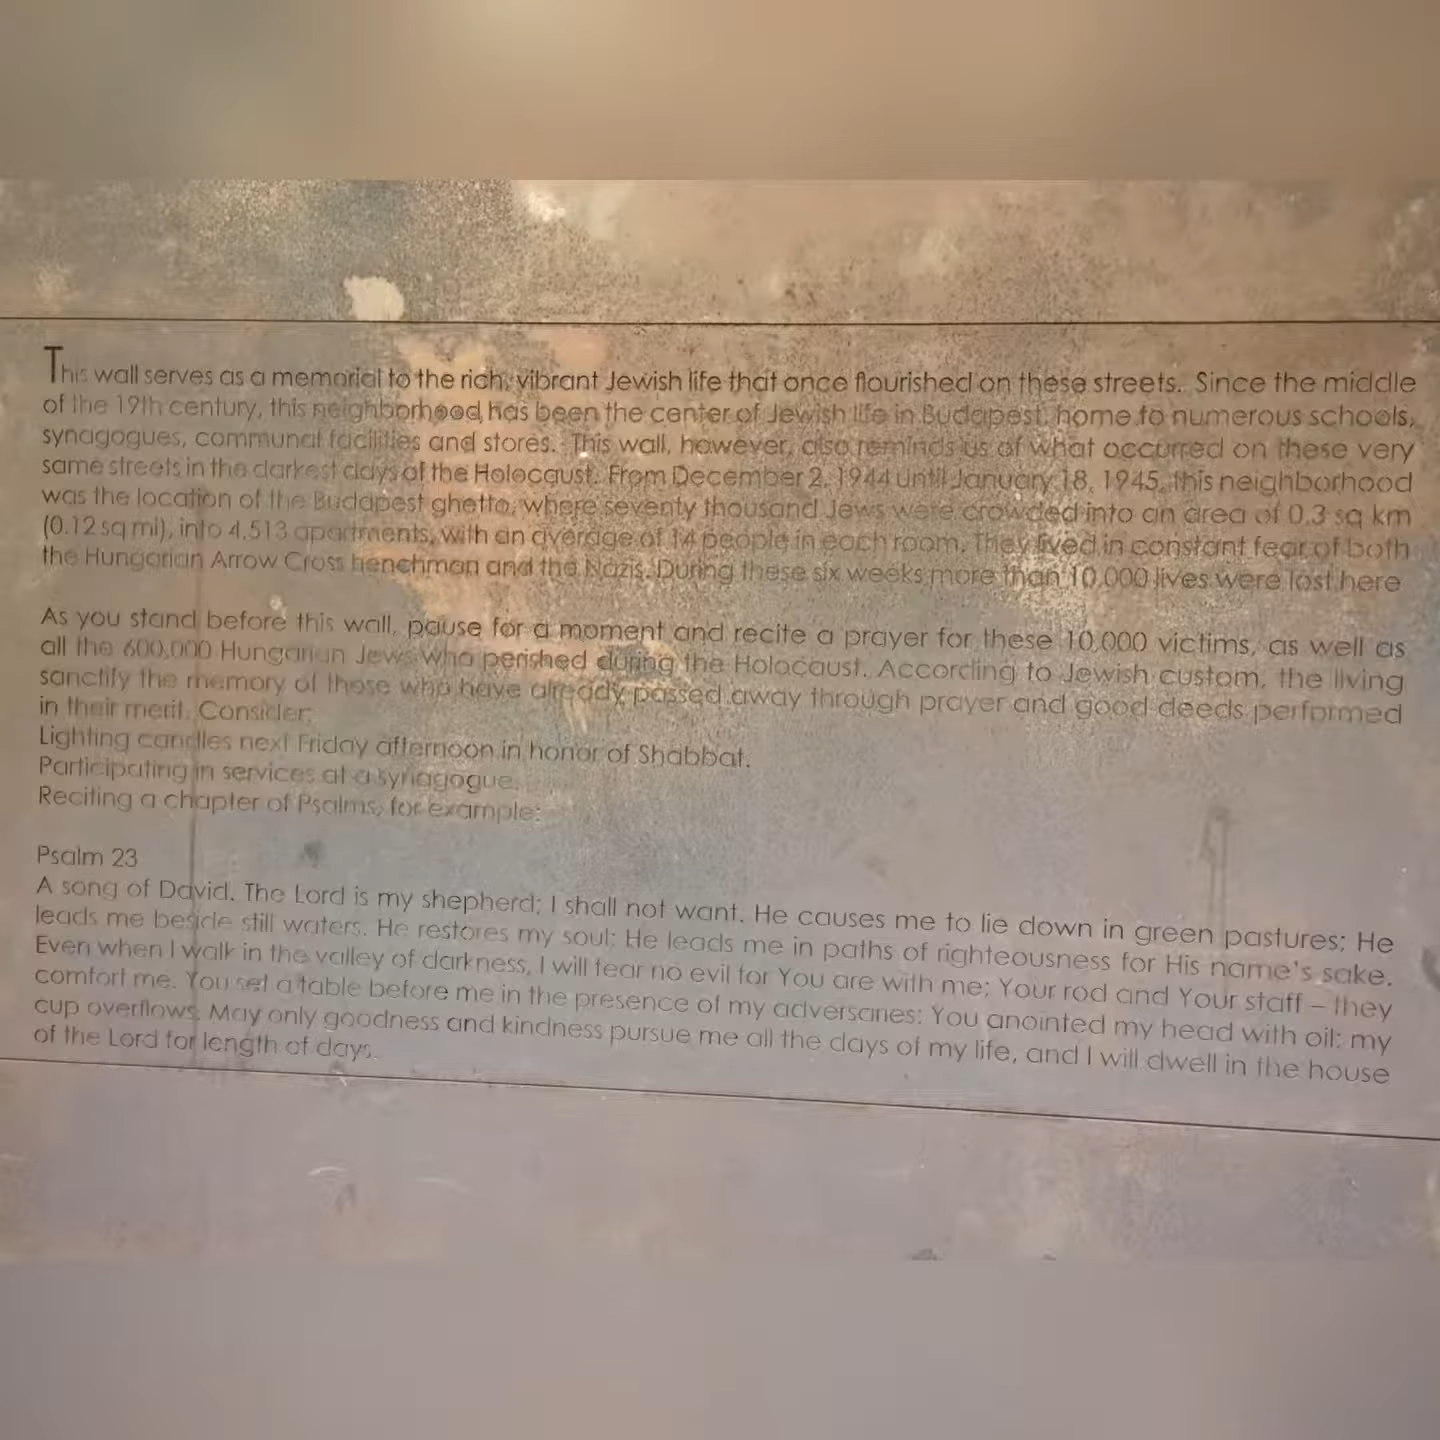 This wall serves as a memorial to the rich, vibrant Jewish life that once flourished on these streets. Since the middle
of the 19th century, this neighborhood has been the center of Jewish life in Budapest, home to numerous schools,
synagogues, communal facilities and stores. This wall, however, also reminds us of what occurred on these very
same streets in the darkest days of the Holocaust. From December 2, 1944 until January 18, 1945, this neighborhood
was the location of the Budapest ghetto, where seventy thousand Jews were crowded into an area of 0.3 sq km
(0.12 sq mi), into 4,513 apartments, with an average of 14 people in each room. They lived in constant fear of both
the Hungarian Arrow Cross henchman and the Nazis. During these six weeks more than 10,000 lives were lost here
As you stand before this wall, pause for a moment and recite a prayer for these 10,000 victims, as well as
all the 600,000 Hungarian Jews who perished during the Holocaust. According to Jewish custom, the living
sanctify the memory of those who have already passed away through prayer and good deeds performed
in their merit. Consider:
Lighting candles next Friday afternoon in honor of Shabbat.
Participating in services at a synagogue.
Reciting a chapter of Psalms, for example:
Psalm 23
A song of David. The Lord is my shepherd; I shall not want. He causes me to lie down in green pastures; He
leads me beside still waters. He restores my soul; He leads me in paths of righteousness for His name's sake.
Even when I walk in the valley of darkness, I will fear no evil for You are with me; Your rod and Your staff – they
comfort me. You set a table before me in the presence of my adversaries; You anointed my head with oil; my
cup overflows. May only goodness and kindness pursue me all the days of my life, and I will dwell in the house
of the Lord for length of days.